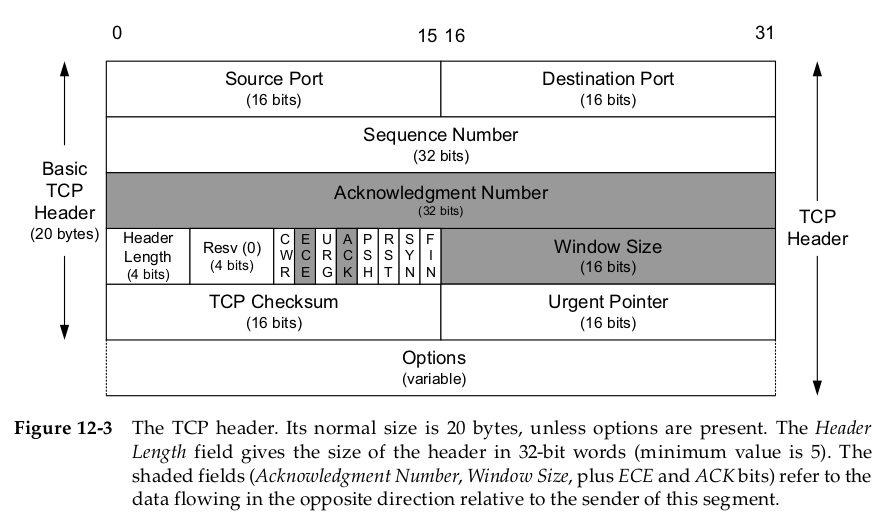 0 15 16 31
Source Port Destination Port
(16 bits) (16 bits)
Sequence Number
(32 bits)
Basic
TCP
Header
(20 bytes)
Acknowledgment Number
(32 bits)
TCP
Header
Header
Length
(4 bits)
Resv (0)
(4 bits)
CWR
ECE
URG
ACK
PSH
RST
SYN
FIN
Window Size
(16 bits)
TCP Checksum Urgent Pointer
(16 bits) (16 bits)
Options
(variable)
Figure 12-3 The TCP header. Its normal size is 20 bytes, unless options are present. The Header
Length field gives the size of the header in 32-bit words (minimum value is 5). The
shaded fields (Acknowledgment Number, Window Size, plus ECE and ACK bits) refer to the
data flowing in the opposite direction relative to the sender of this segment.